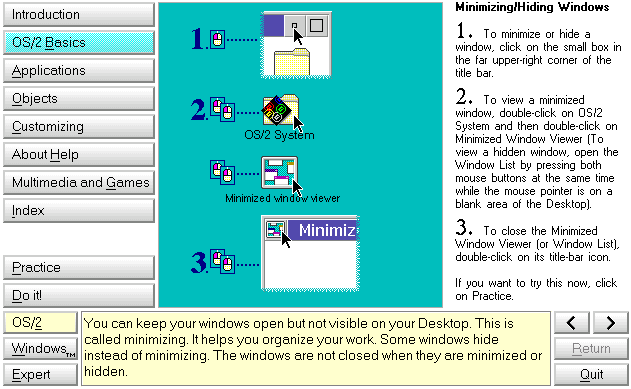 Introduction
OS/2 Basics
Applications
Objects
Customizing
About Help
Multimedia and Games
Index
Practice
Do it!
OS/2
Windows™
Expert
1.
2.
OS/2 System
Minimized window viewer
3.
Minimiz
Minimizing/Hiding Windows
1. To minimize or hide a
window, click on the small box in
the far upper-right corner of the
title bar.
2. To view a minimized
window, double-click on OS/2
System and then double-click on
Minimized Window Viewer (To
view a hidden window, open the
Window List by pressing both
mouse buttons at the same time
while the mouse pointer is on a
blank area of the Desktop).
3. To close the Minimized
Window Viewer (or Window List),
double-click on its title-bar icon.
If you want to try this now, click
on Practice.
You can keep your windows open but not visible on your Desktop. This is
called minimizing. It helps you organize your work. Some windows hide
instead of minimizing. The windows are not closed when they are minimized or
hidden.
< >
Return
Quit